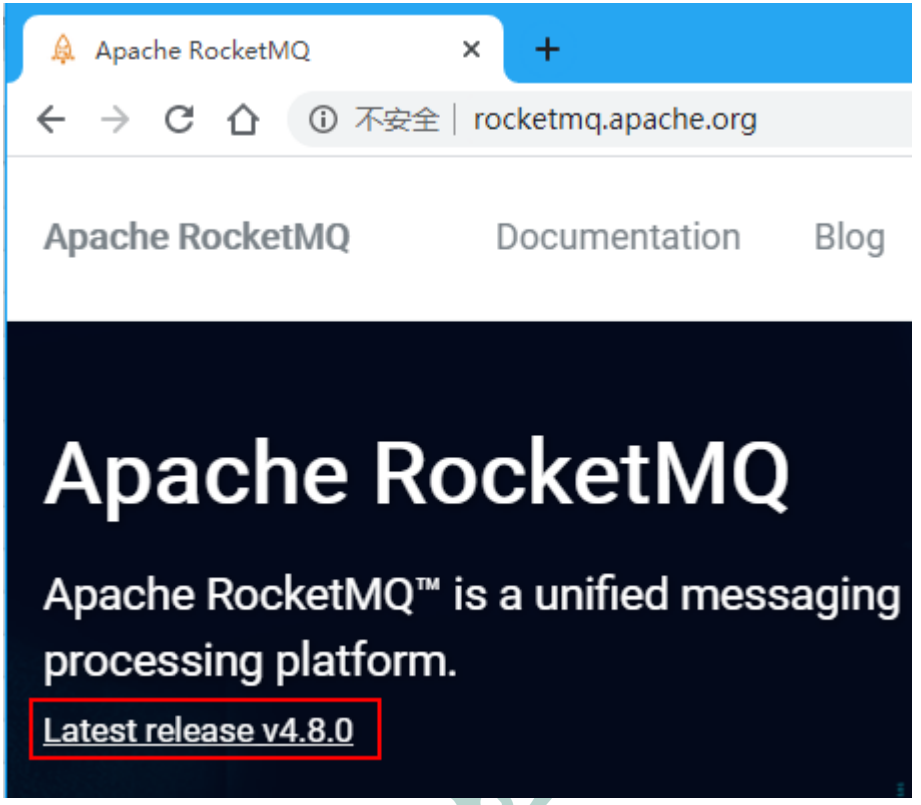 Apache RocketMQ
不安全 | rocketmq.apache.org
Apache RocketMQ Documentation Blog
Apache RocketMQ
Apache RocketMQ™ is a unified messaging
processing platform.
Latest release v4.8.0